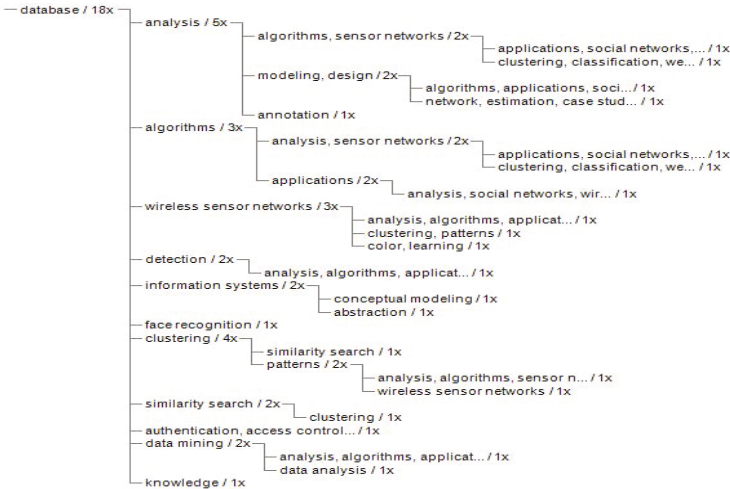 database / 18x
analysis / 5x
algorithms, sensor networks / 2x
applications, social networks,... / 1x
clustering, classification, we... / 1x
modeling, design / 2x
algorithms, applications, soci... / 1x
network, estimation, case stud... / 1x
annotation / 1x
algorithms / 3x
analysis, sensor networks / 2x
applications, social networks,... / 1x
clustering, classification, we... / 1x
applications / 2x
analysis, social networks, wir... / 1x
wireless sensor networks / 3x
analysis, algorithms, applicat... / 1x
clustering, patterns / 1x
color, learning / 1x
detection / 2x
analysis, algorithms, applicat... / 1x
information systems / 2x
conceptual modeling / 1x
abstraction / 1x
face recognition / 1x
clustering / 4x
similarity search / 1x
patterns / 2x
analysis, algorithms, sensor n... / 1x
wireless sensor networks / 1x
similarity search / 2x
clustering / 1x
authentication, access control... / 1x
data mining / 2x
analysis, algorithms, applicat... / 1x
data analysis / 1x
knowledge / 1x